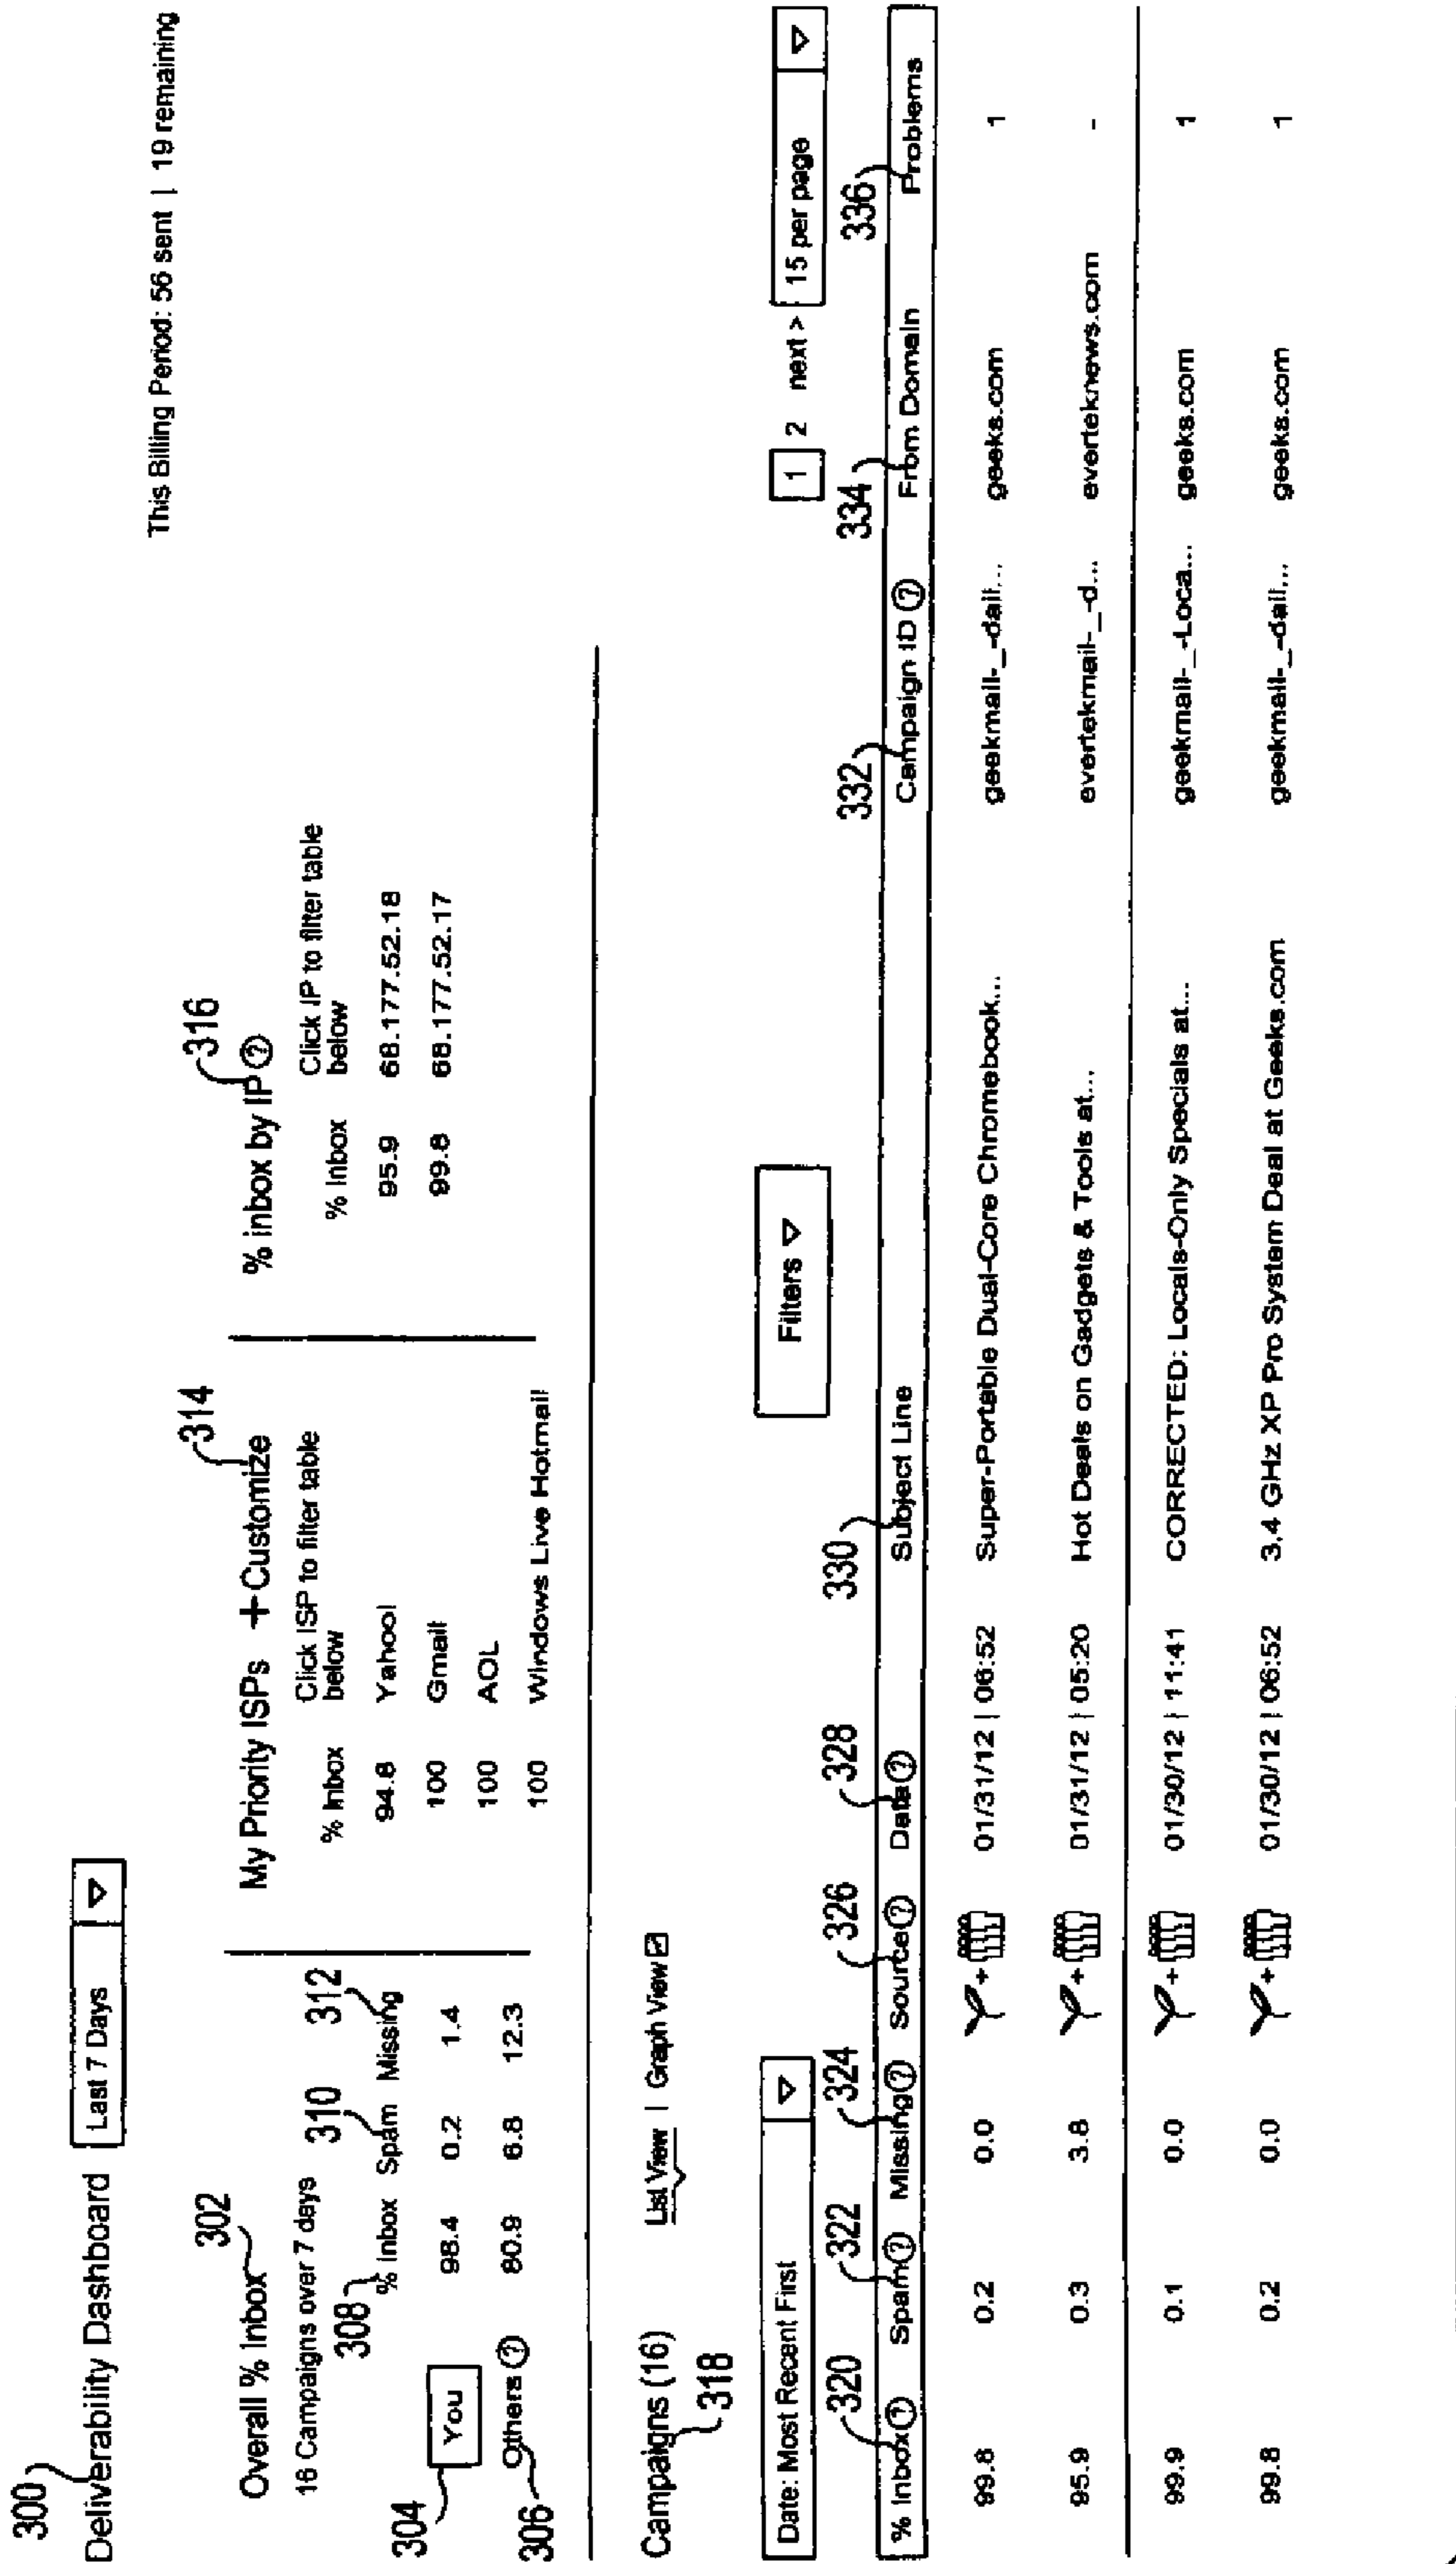 300
Deliverability Dashboard Last 7 Days
This Billing Period: 56 sent | 19 remaining
302
Overall % Inbox
16 Campaigns over 7 days
308 310 312
% Inbox Spam Missing
304
You 98.4 0.2 1.4
Others ? 80.9 6.8 12.3
306
314
My Priority ISPs +Customize
% Inbox Click ISP to filter table below
94.8 Yahoo!
100 Gmail
100 AOL
100 Windows Live Hotmail
316
% inbox by IP ?
% Inbox Click IP to filter table below
95.9 68.177.52.18
99.8 68.177.52.17
Campaigns (16) List View | Graph View
318
Date: Most Recent First Filters 1 2 next > 15 per page
320 322 324 326 328 330 332 334 336
% Inbox ? Spam ? Missing ? Source ? Date ? Subject Line Campaign ID ? From Domain Problems
99.8 0.2 0.0 + 01/31/12 | 06:52 Super-Portable Dual-Core Chromebook... geekmail-_-dail... geeks.com 1
95.9 0.3 3.8 + 01/31/12 | 05:20 Hot Deals on Gadgets & Tools at... evertekmail-_-d... everteknews.com -
99.9 0.1 0.0 + 01/30/12 | 11:41 CORRECTED: Locals-Only Specials at... geekmail-_-Loca... geeks.com 1
99.8 0.2 0.0 + 01/30/12 | 06:52 3.4 GHz XP Pro System Deal at Geeks.com geekmail-_-dail... geeks.com 1